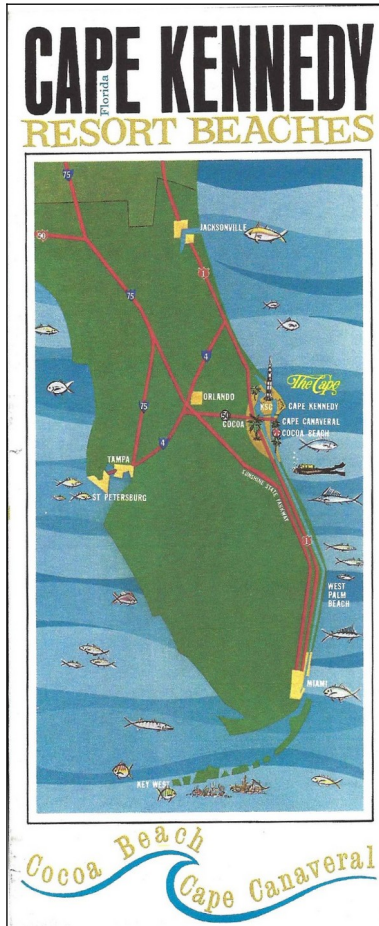 CAPE KENNEDY
Florida
RESORT BEACHES
75
75
90
JACKSONVILLE
1
75
4
The Cape
ORLANDO
KSC
CAPE KENNEDY
50
CAPE CANAVERAL
COCOA
COCOA BEACH
75
4
TAMPA
SUNSHINE STATE PARKWAY
ST PETERSBURG
1
WEST
PALM
BEACH
MIAMI
KEY WEST
Cocoa Beach
Cape Canaveral